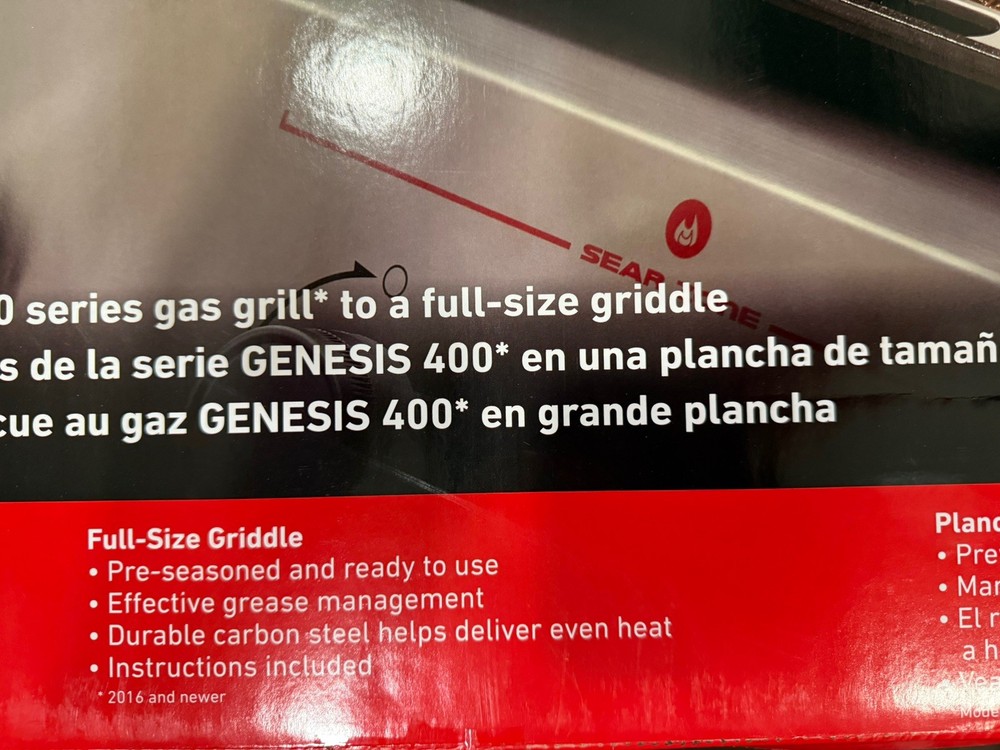 SEAR ZONE
0 series gas grill* to a full-size griddle
s de la serie GENESIS 400* en una plancha de tamañ
cue au gaz GENESIS 400* en grande plancha
Full-Size Griddle
• Pre-seasoned and ready to use
• Effective grease management
• Durable carbon steel helps deliver even heat
• Instructions included
* 2016 and newer
Planc
• Pre
• Mar
• El r
a h